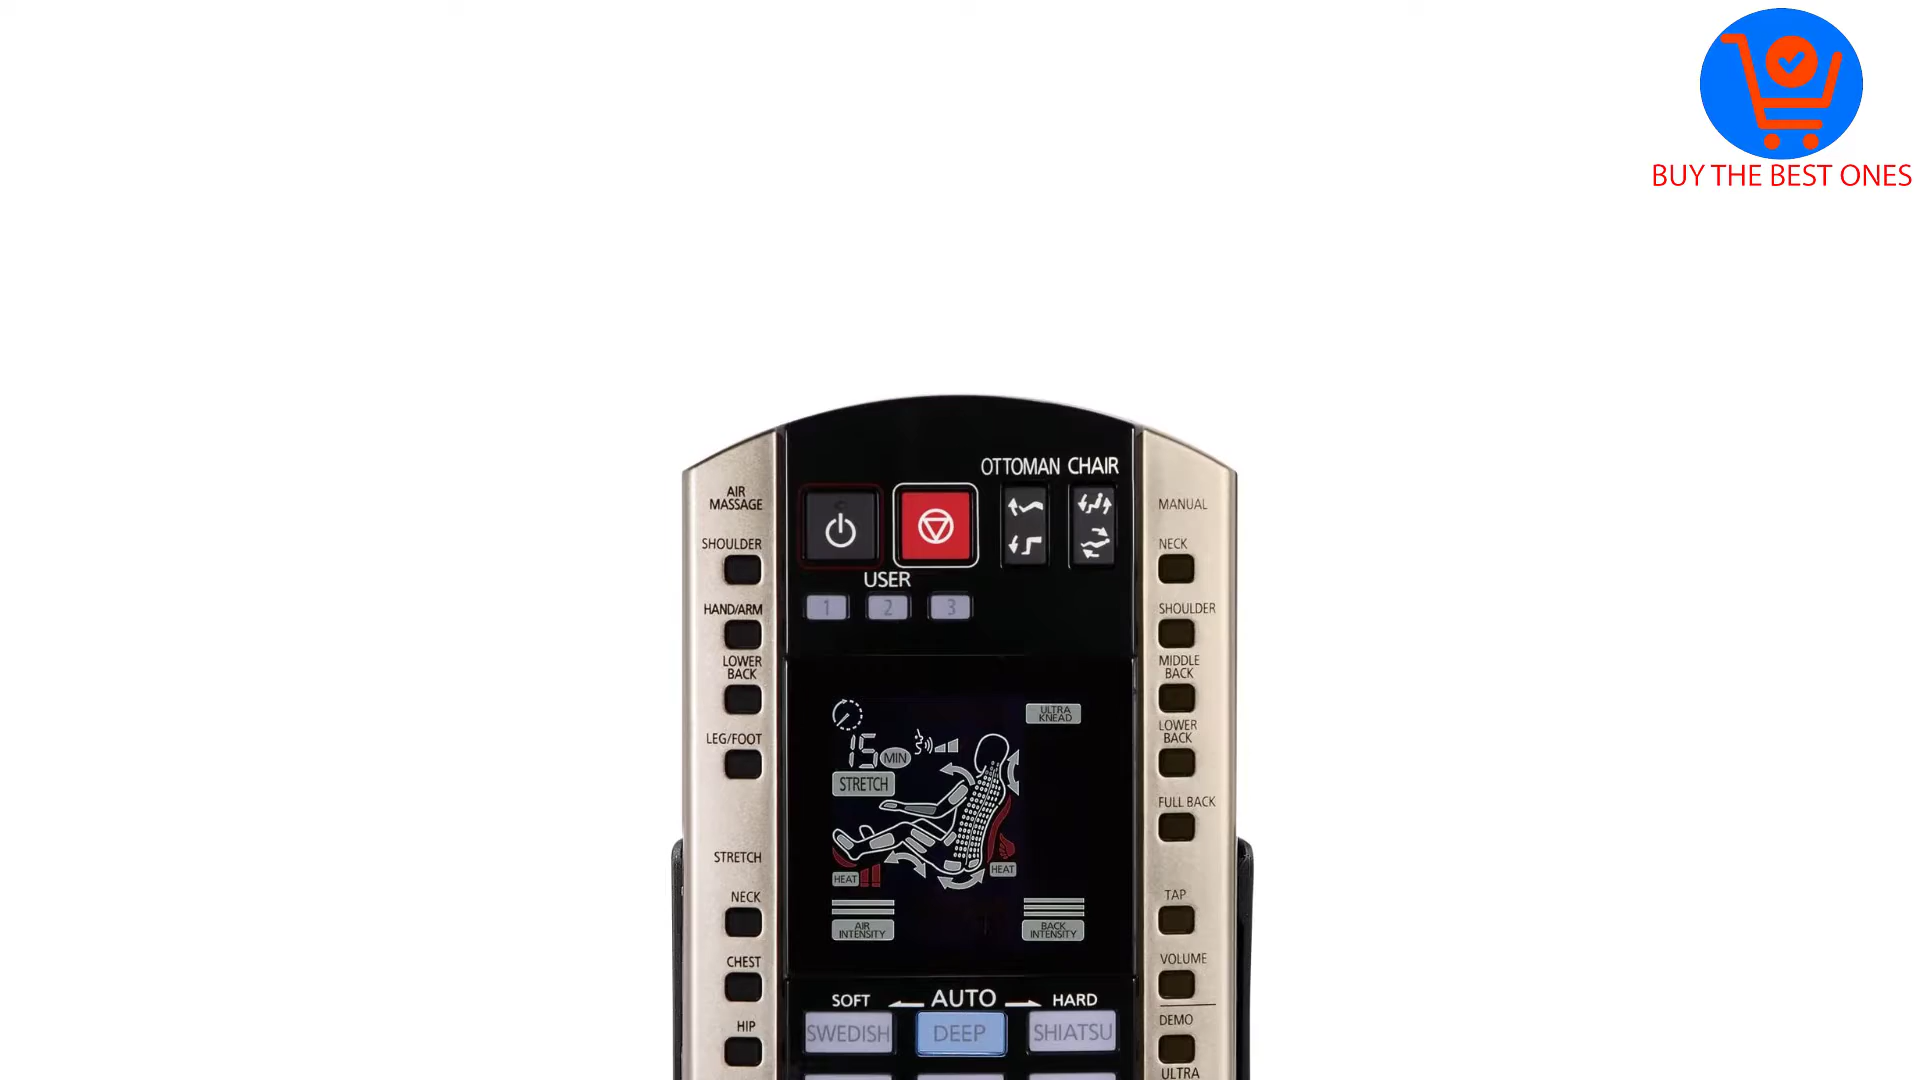 BUY THE BEST ONES
OTTOMAN CHAIR
AIR
MASSAGE
SHOULDER
HAND/ARM
LOWER
BACK
LEG/FOOT
STRETCH
NECK
CHEST
HIP
USER
1 2 3
15 MIN
STRETCH
ULTRA
KNEAD
HEAT
HEAT
AIR
INTENSITY
BACK
INTENSITY
SOFT AUTO HARD
SWEDISH DEEP SHIATSU
MANUAL
NECK
SHOULDER
MIDDLE
BACK
LOWER
BACK
FULL BACK
TAP
VOLUME
DEMO
ULTRA